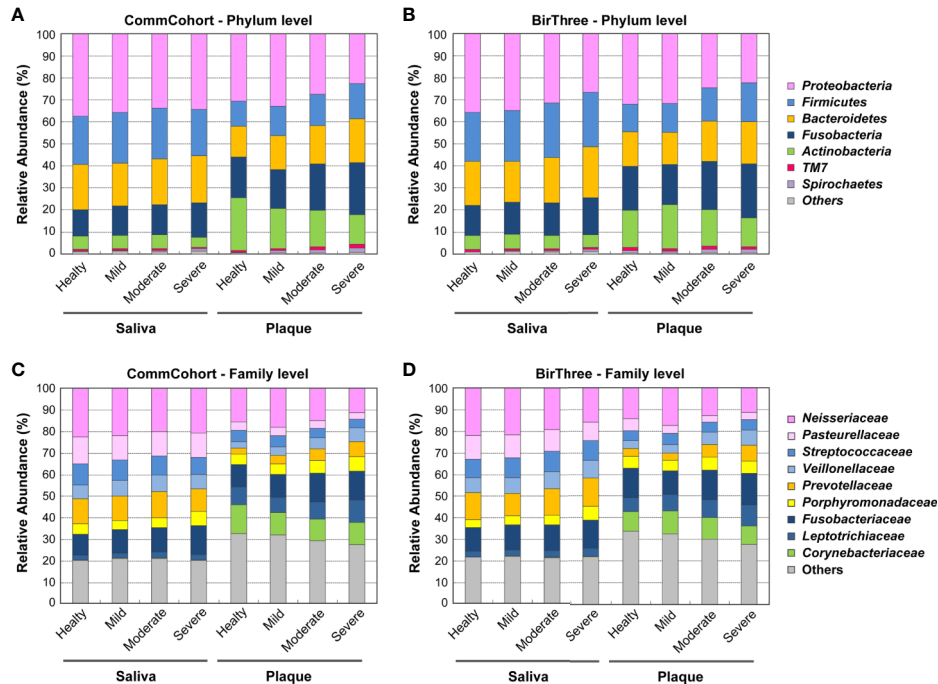 A
CommCohort - Phylum level
Relative Abundance (%)
100
90
80
70
60
50
40
30
20
10
0
Healty
Mild
Moderate
Severe
Healty
Mild
Moderate
Severe
Saliva
Plaque
B
BirThree - Phylum level
Relative Abundance (%)
100
90
80
70
60
50
40
30
20
10
0
Healty
Mild
Moderate
Severe
Healty
Mild
Moderate
Severe
Saliva
Plaque
Proteobacteria
Firmicutes
Bacteroidetes
Fusobacteria
Actinobacteria
TM7
Spirochaetes
Others
C
CommCohort - Family level
Relative Abundance (%)
100
90
80
70
60
50
40
30
20
10
0
Healty
Mild
Moderate
Severe
Healty
Mild
Moderate
Severe
Saliva
Plaque
D
BirThree - Family level
Relative Abundance (%)
100
90
80
70
60
50
40
30
20
10
0
Healty
Mild
Moderate
Severe
Healty
Mild
Moderate
Severe
Saliva
Plaque
Neisseriaceae
Pasteurellaceae
Streptococcaceae
Veillonellaceae
Prevotellaceae
Porphyromonadaceae
Fusobacteriaceae
Leptotrichiaceae
Corynebacteriaceae
Others